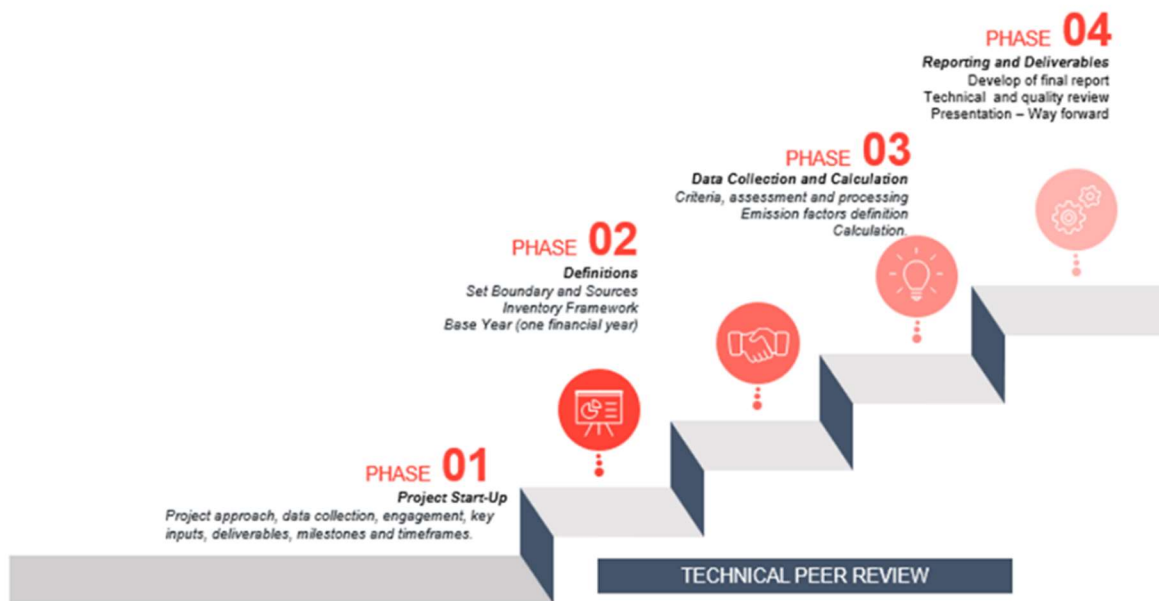 PHASE 04
Reporting and Deliverables
Develop of final report
Technical and quality review
Presentation – Way forward
PHASE 03
Data Collection and Calculation
Criteria, assessment and processing
Emission factors definition
Calculation.
PHASE 02
Definitions
Set Boundary and Sources
Inventory Framework
Base Year (one financial year)
PHASE 01
Project Start-Up
Project approach, data collection, engagement, key
inputs, deliverables, milestones and timeframes.
TECHNICAL PEER REVIEW